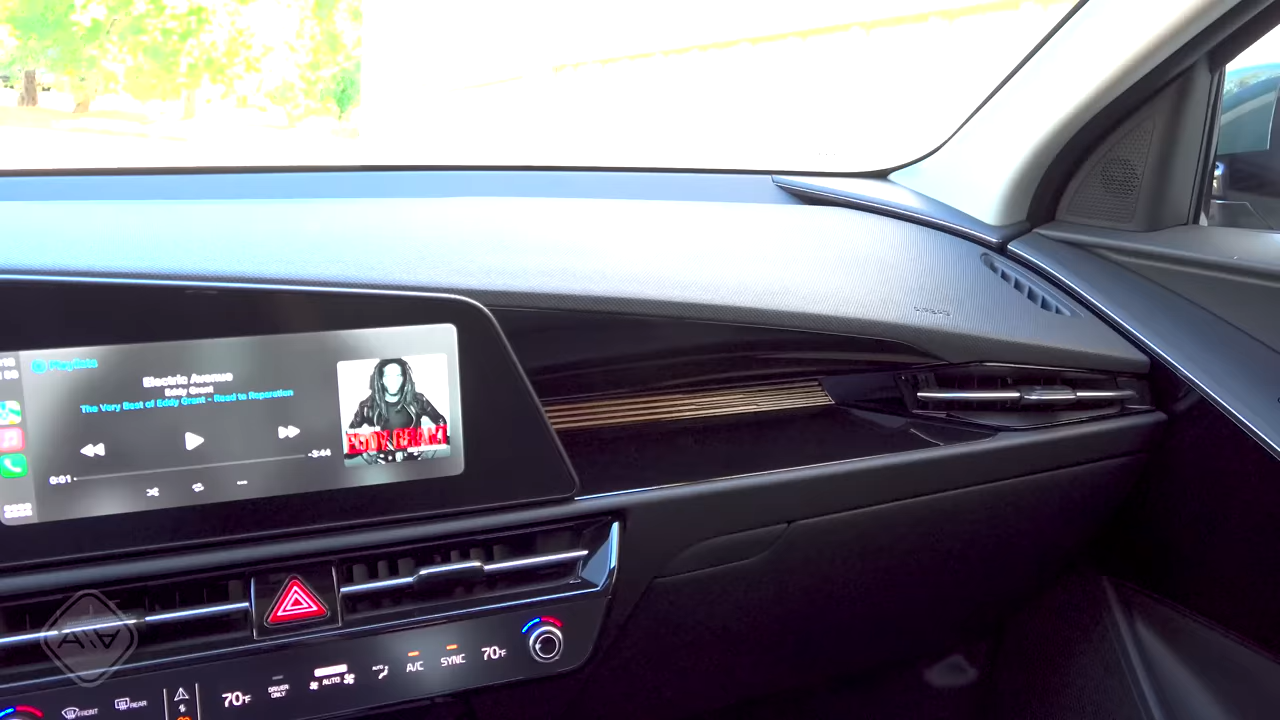 Playlists
Electric Avenue
Eddy Grant
The Very Best of Eddy Grant - Road to Reparation
0:01
-3:44
EDDY GRANT
FRONT
REAR
70°F
DRIVER
ONLY
AUTO
AUTO
A/C
SYNC
70°F